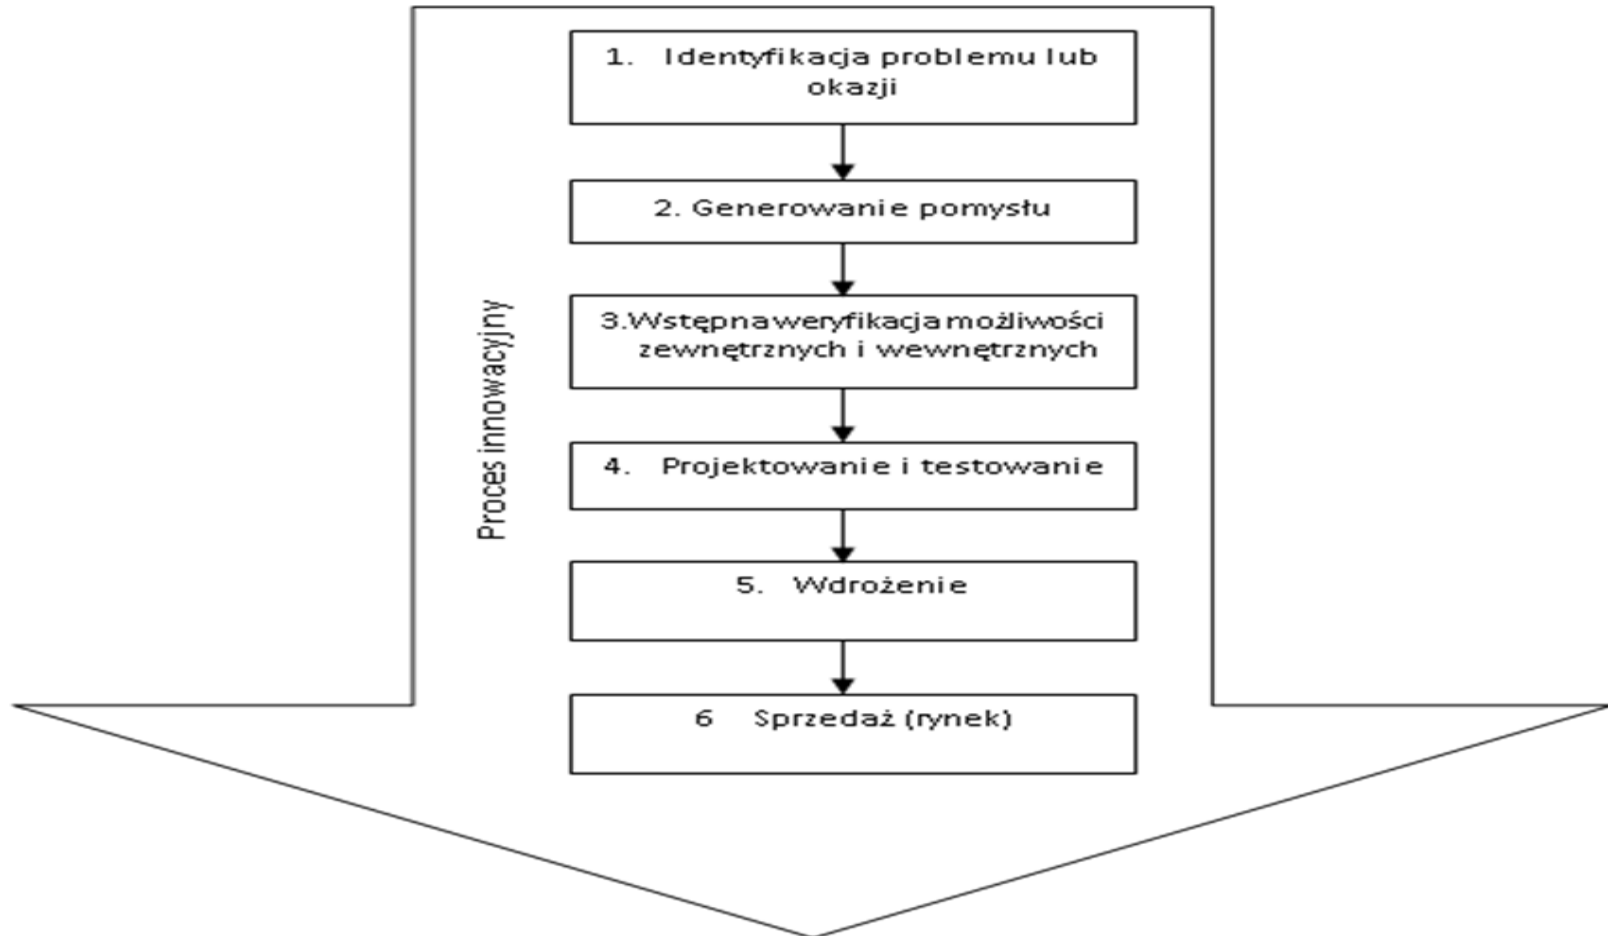 1. Identyfikacja problemu lub
okazji
2. Generowanie pomysłu
3.Wstępna weryfikacja możliwości
zewnętrznych i wewnętrznych
4. Projektowanie i testowanie
5. Wdrożenie
6 Sprzedaż (rynek)
Proces innowacyjny